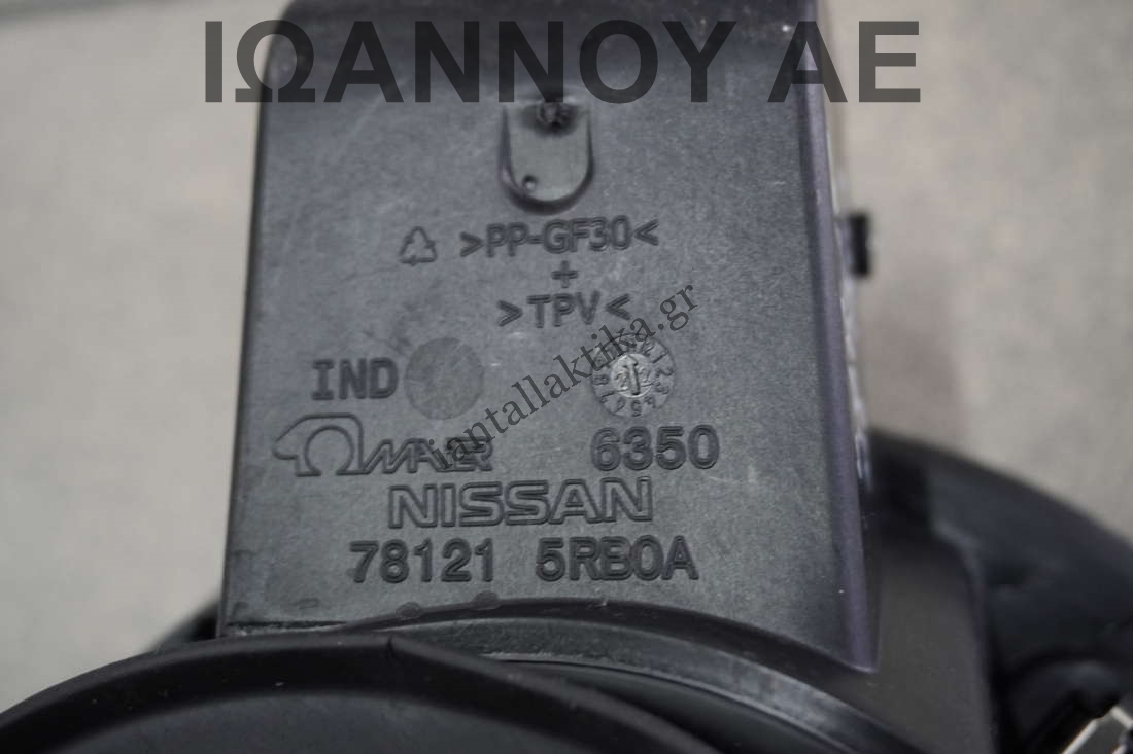 ΙΩΑΝΝΟΥ ΑΕ
>PP-GF30<
+
>TPV<
iantallaktika.gr
IND
6350
NISSAN
78121 5RB0A